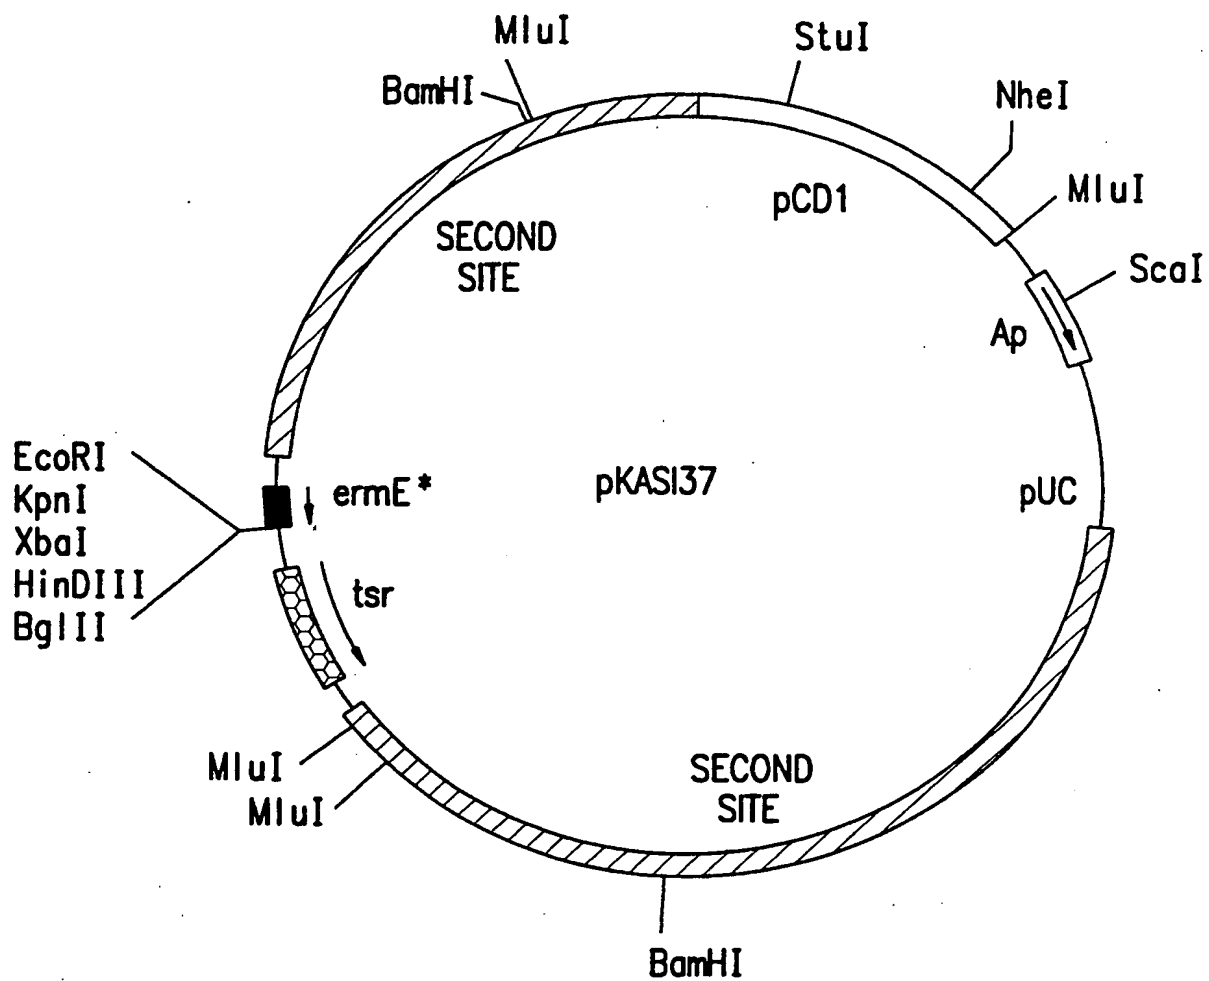 MluI
StuI
BamHI
NheI
MluI
pCD1
SECOND
SITE
ScaI
Ap
EcoRI
KpnI
XbaI
HinDIII
BglII
ermE*
pKASI37
pUC
tsr
MluI
MluI
SECOND
SITE
BamHI